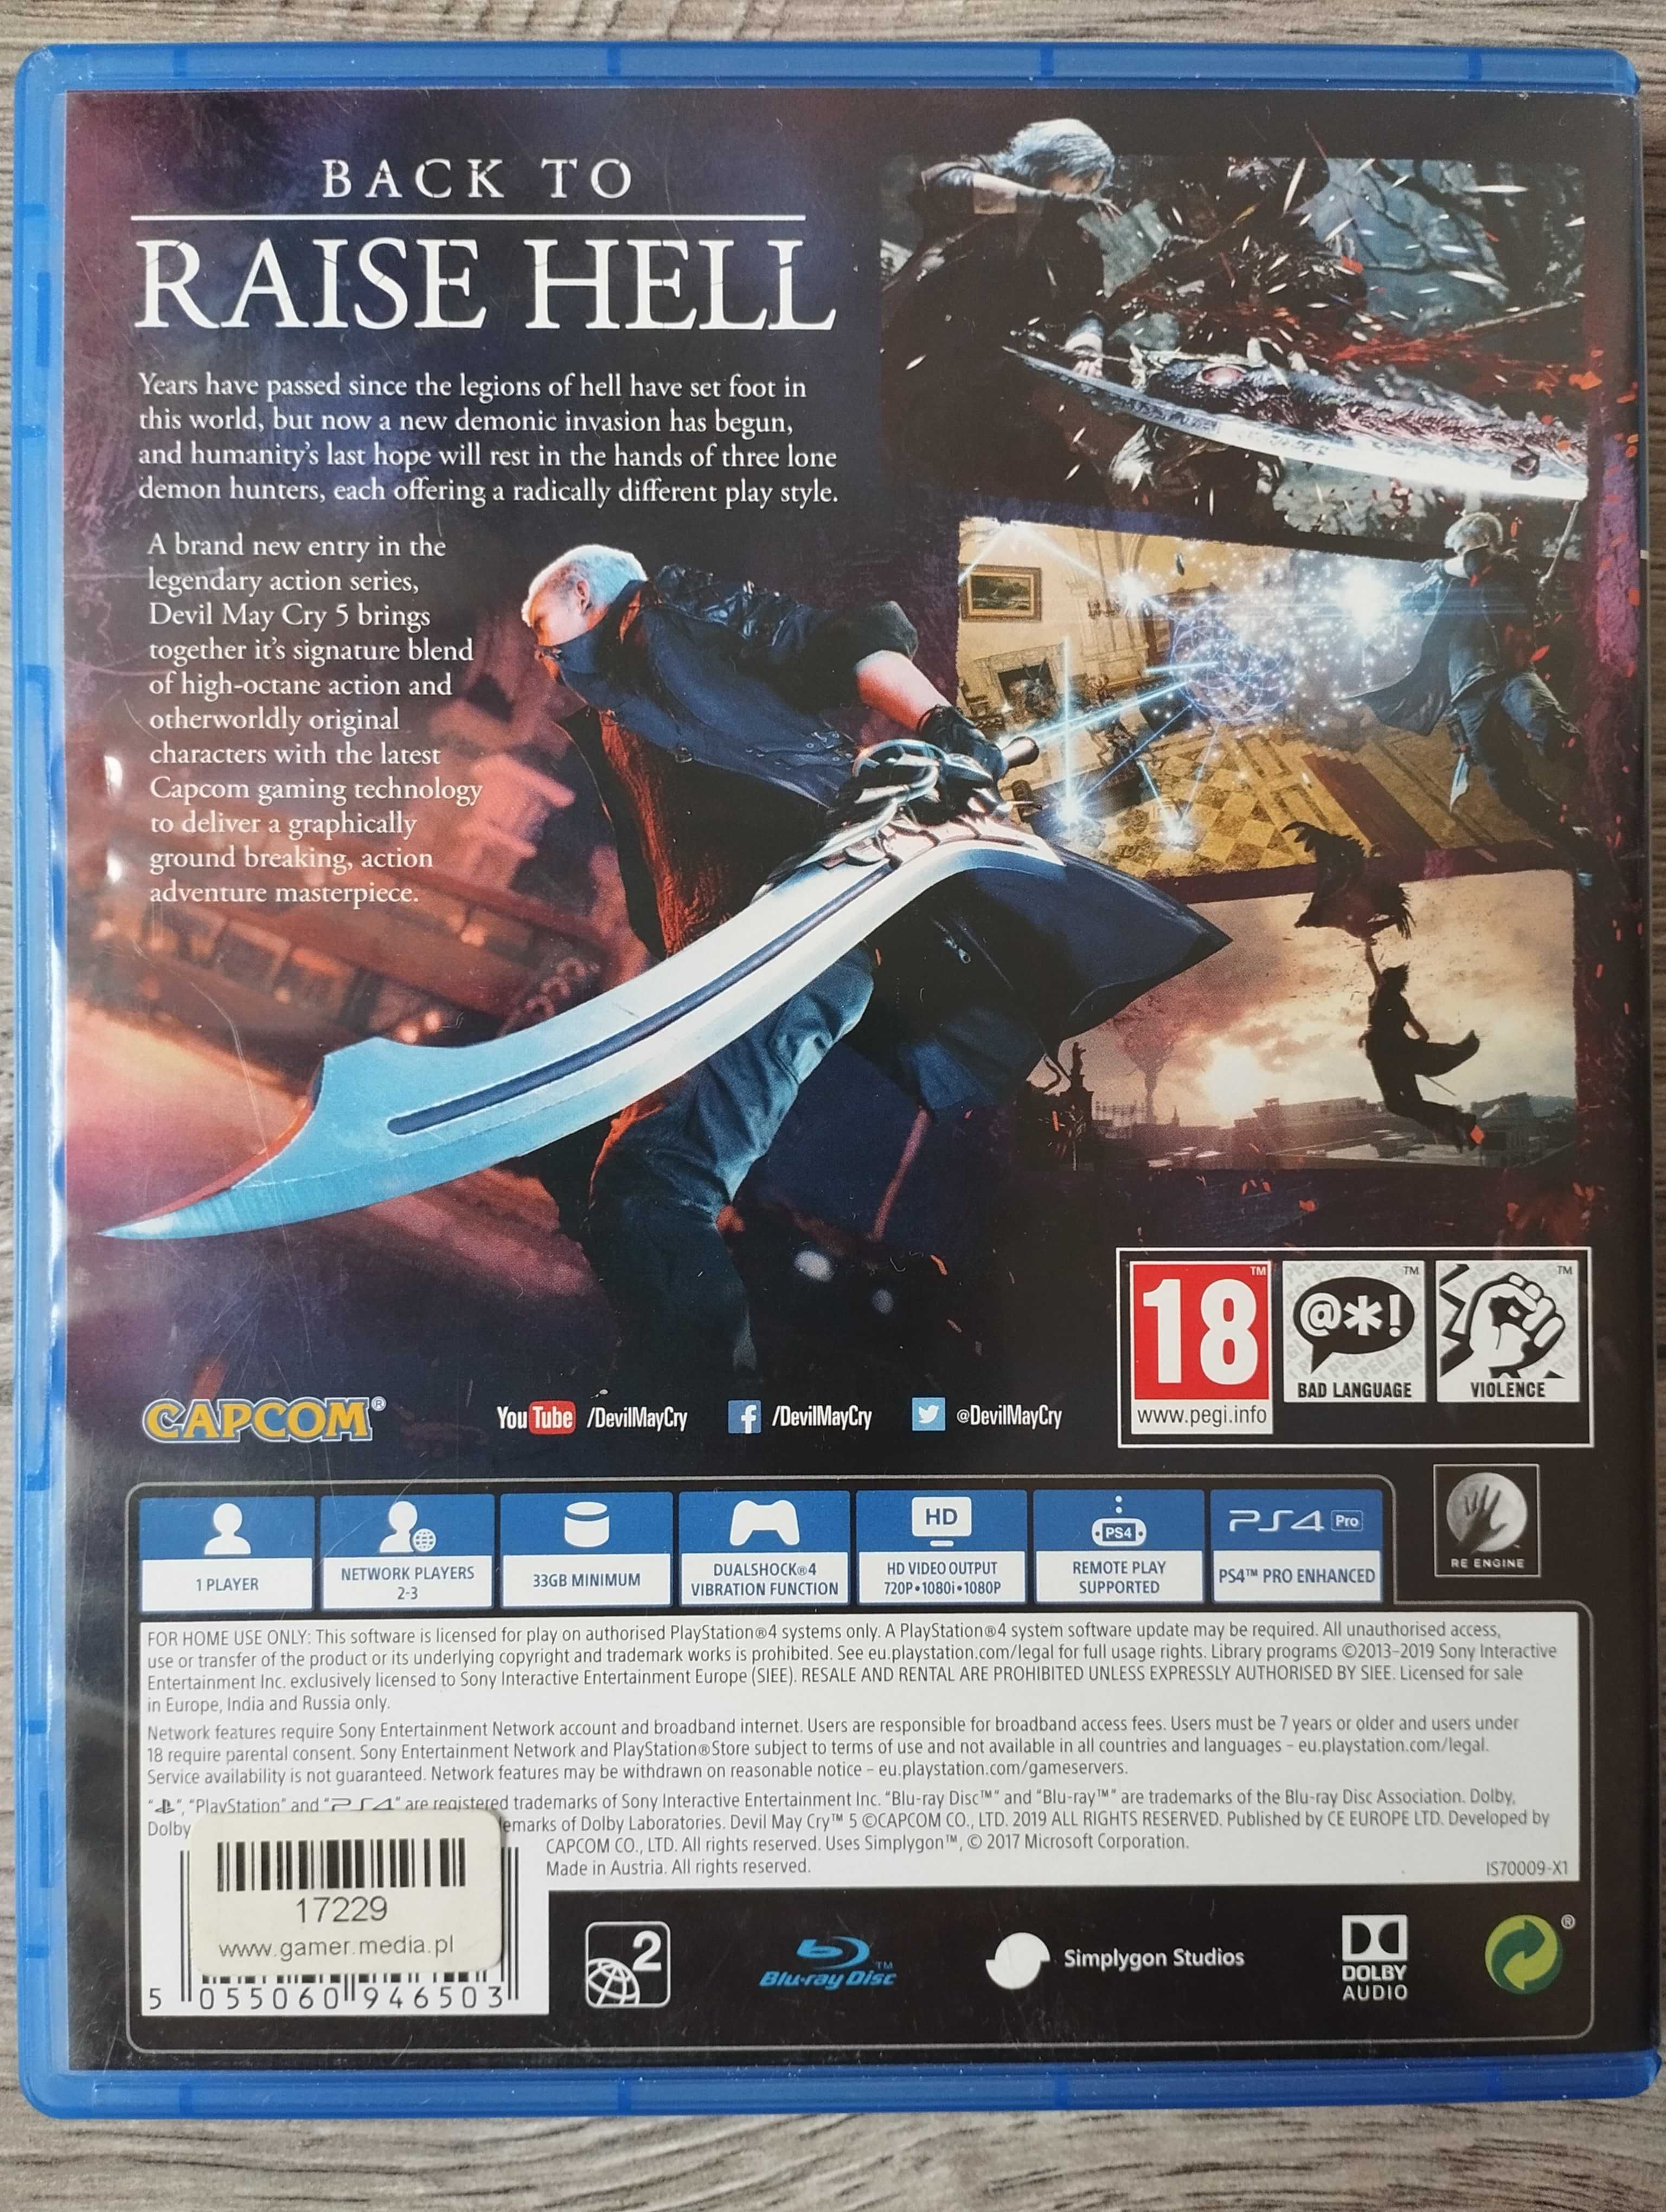 BACK TO
RAISE HELL
Years have passed since the legions of hell have set foot in
this world, but now a new demonic invasion has begun,
and humanity's last hope will rest in the hands of three lone
demon hunters, each offering a radically different play style.
A brand new entry in the
legendary action series,
Devil May Cry 5 brings
together it's signature blend
of high-octane action and
otherworldly original
characters with the latest
Capcom gaming technology
to deliver a graphically
ground breaking, action
adventure masterpiece.
18™
@*!™
™
BAD LANGUAGE
VIOLENCE
www.pegi.info
CAPCOM®
YouTube /DevilMayCry
f /DevilMayCry
@DevilMayCry
1 PLAYER
NETWORK PLAYERS
2-3
33GB MINIMUM
DUALSHOCK®4
VIBRATION FUNCTION
HD
HD VIDEO OUTPUT
720P•1080i•1080P
PS4
REMOTE PLAY
SUPPORTED
PS4 Pro
PS4™ PRO ENHANCED
RE ENGINE
FOR HOME USE ONLY: This software is licensed for play on authorised PlayStation®4 systems only. A PlayStation®4 system software update may be required. All unauthorised access,
use or transfer of the product or its underlying copyright and trademark works is prohibited. See eu.playstation.com/legal for full usage rights. Library programs ©2013-2019 Sony Interactive
Entertainment Inc. exclusively licensed to Sony Interactive Entertainment Europe (SIEE). RESALE AND RENTAL ARE PROHIBITED UNLESS EXPRESSLY AUTHORISED BY SIEE. Licensed for sale
in Europe, India and Russia only.
Network features require Sony Entertainment Network account and broadband internet. Users are responsible for broadband access fees. Users must be 7 years or older and users under
18 require parental consent. Sony Entertainment Network and PlayStation®Store subject to terms of use and not available in all countries and languages – eu.playstation.com/legal.
Service availability is not guaranteed. Network features may be withdrawn on reasonable notice – eu.playstation.com/gameservers.
"PlayStation" and "PS4" are registered trademarks of Sony Interactive Entertainment Inc. "Blu-ray Disc™" and "Blu-ray™" are trademarks of the Blu-ray Disc Association. Dolby,
Dolby emarks of Dolby Laboratories. Devil May Cry™ 5 ©CAPCOM CO., LTD. 2019 ALL RIGHTS RESERVED. Published by CE EUROPE LTD. Developed by
CAPCOM CO., LTD. All rights reserved. Uses Simplygon™, © 2017 Microsoft Corporation.
Made in Austria. All rights reserved.
IS70009-X1
17229
www.gamer.media.pl
5 055060 946503
2
Blu-ray Disc™
Simplygon Studios
DOLBY
AUDIO
®